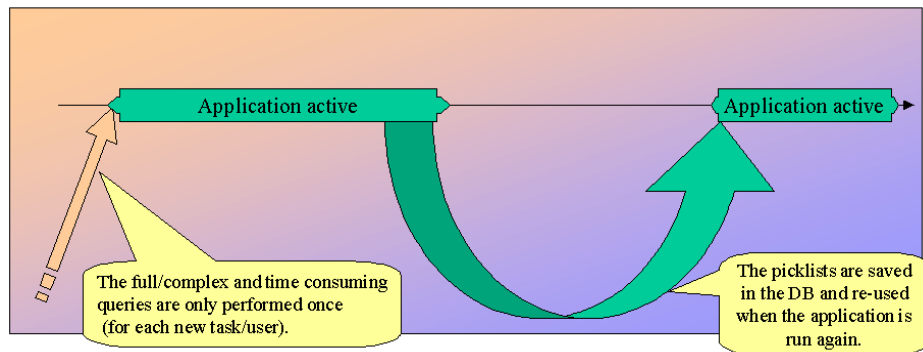 Application active
Application active
The full/complex and time consuming
queries are only performed once
(for each new task/user).
The picklists are saved
in the DB and re-used
when the application is
run again.